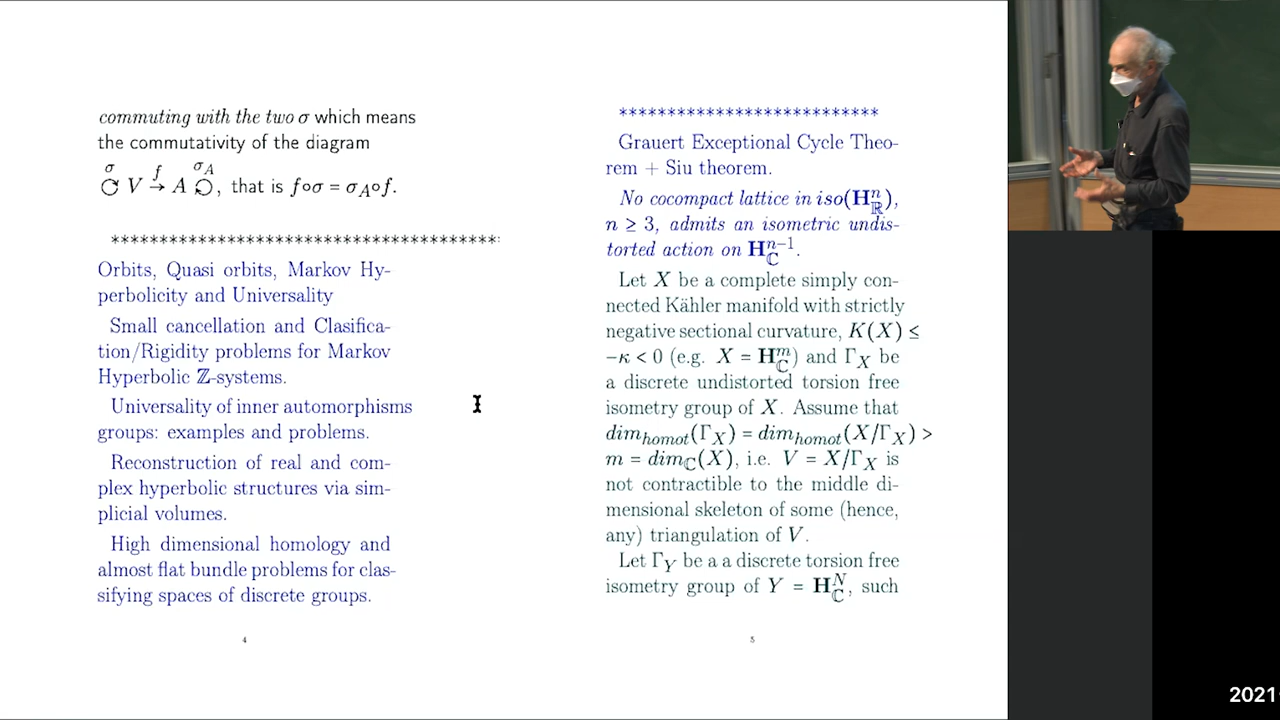 commuting with the two σ which means
the commutativity of the diagram
σ f σ_A
↻ V → A ↻, that is f∘σ = σ_A∘f.
****************************************:
Orbits, Quasi orbits, Markov Hy-
perbolicity and Universality
Small cancellation and Clasifica-
tion/Rigidity problems for Markov
Hyperbolic ℤ-systems.
Universality of inner automorphisms
groups: examples and problems.
Reconstruction of real and com-
plex hyperbolic structures via sim-
plicial volumes.
High dimensional homology and
almost flat bundle problems for clas-
sifying spaces of discrete groups.
4
***************************
Grauert Exceptional Cycle Theo-
rem + Siu theorem.
No cocompact lattice in iso(H^n_ℝ),
n ≥ 3, admits an isometric undis-
torted action on H^{n−1}_ℂ.
Let X be a complete simply con-
nected Kähler manifold with strictly
negative sectional curvature, K(X) ≤
−κ < 0 (e.g. X = H^m_ℂ) and Γ_X be
a discrete undistorted torsion free
isometry group of X. Assume that
dim_homot(Γ_X) = dim_homot(X/Γ_X) >
m = dim_ℂ(X), i.e. V = X/Γ_X is
not contractible to the middle di-
mensional skeleton of some (hence,
any) triangulation of V.
Let Γ_Y be a a discrete torsion free
isometry group of Y = H^N_ℂ, such
5
2021